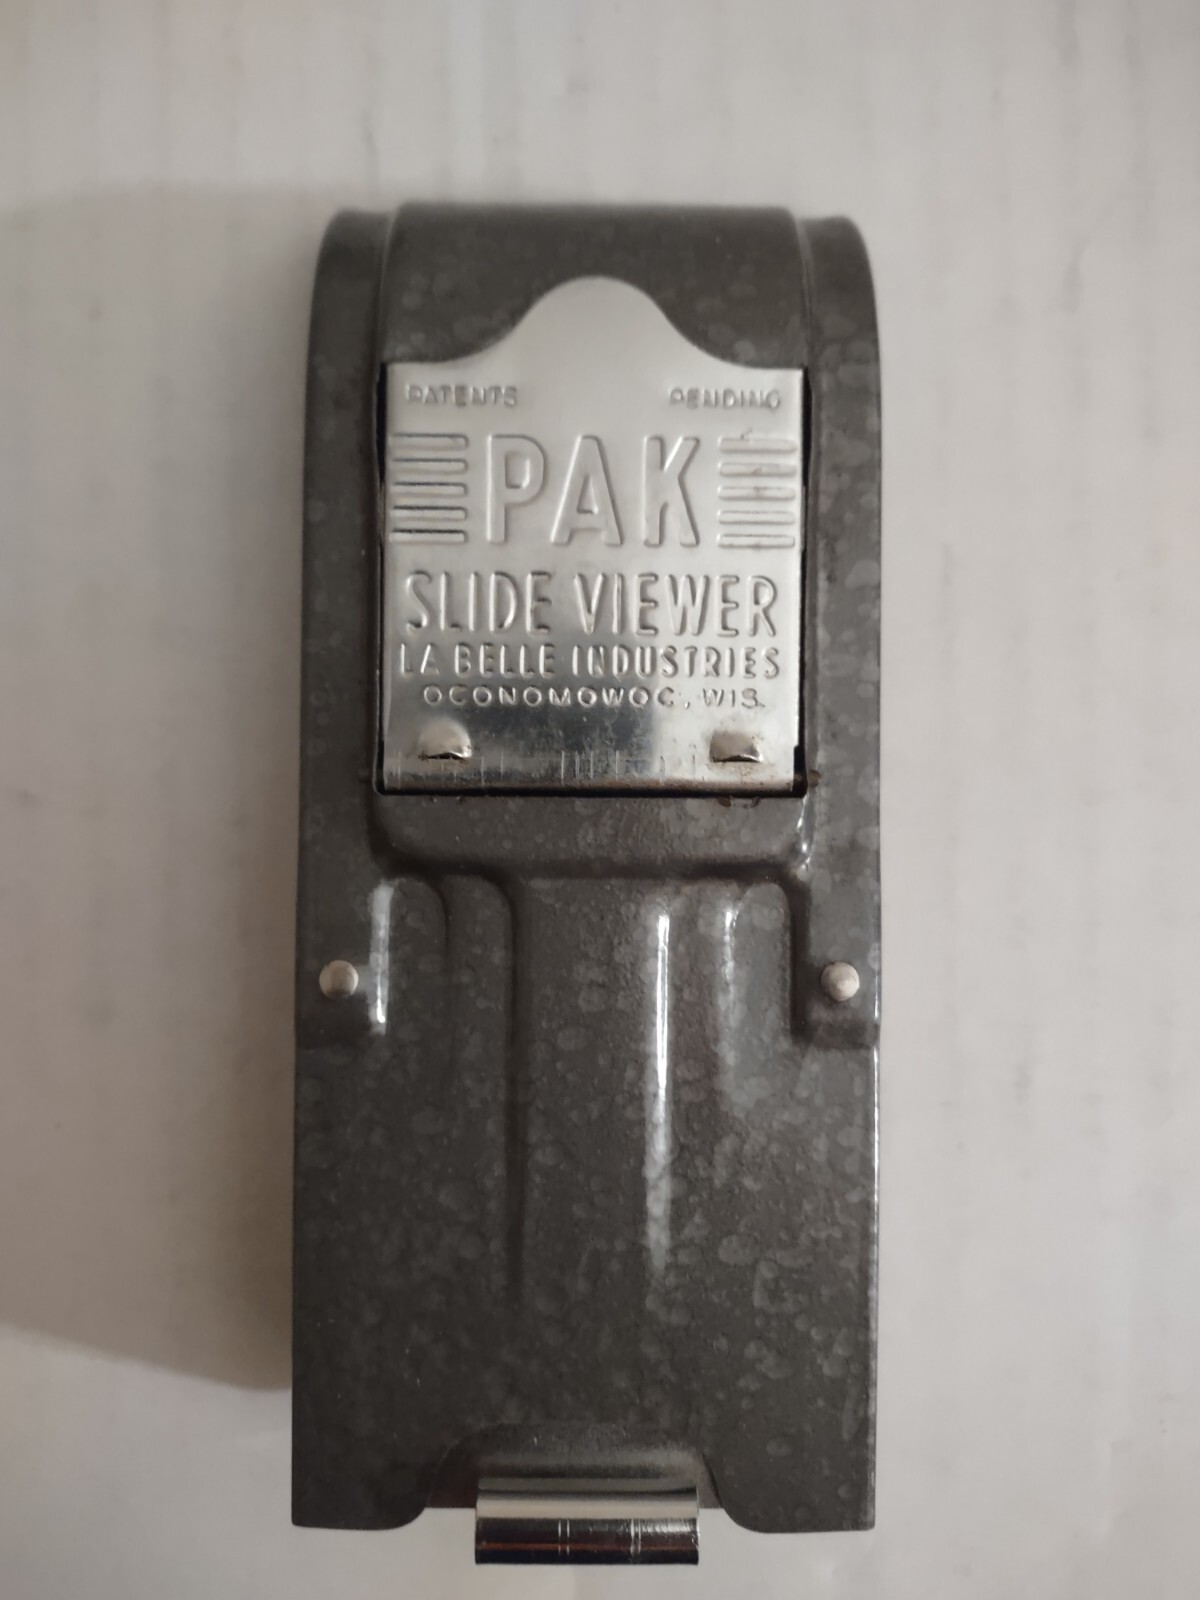 PATENTS PENDING
PAK
SLIDE VIEWER
LA BELLE INDUSTRIES
OCONOMOWOC, WIS.